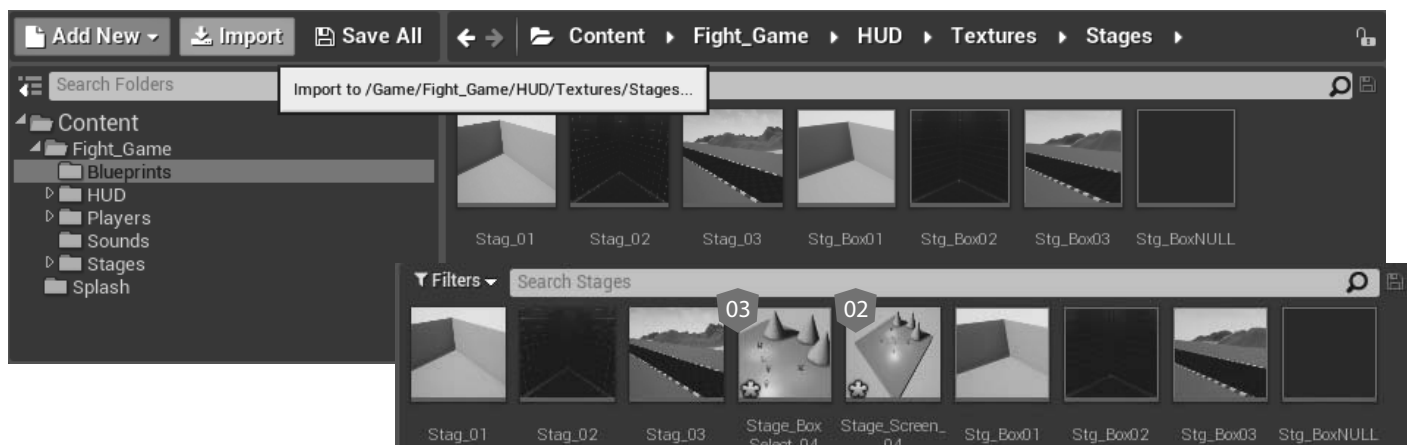 Add New Import Save All Content Fight_Game HUD Textures Stages
Search Folders
Import to /Game/Fight_Game/HUD/Textures/Stages...
Content
Fight_Game
Blueprints
HUD
Players
Sounds
Stages
Splash
Stag_01 Stag_02 Stag_03 Stg_Box01 Stg_Box02 Stg_Box03 Stg_BoxNULL
Filters Search Stages
03 02
Stag_01 Stag_02 Stag_03 Stage_Box Stage_Screen_ Stg_Box01 Stg_Box02 Stg_Box03 Stg_BoxNULL
Select_04 04